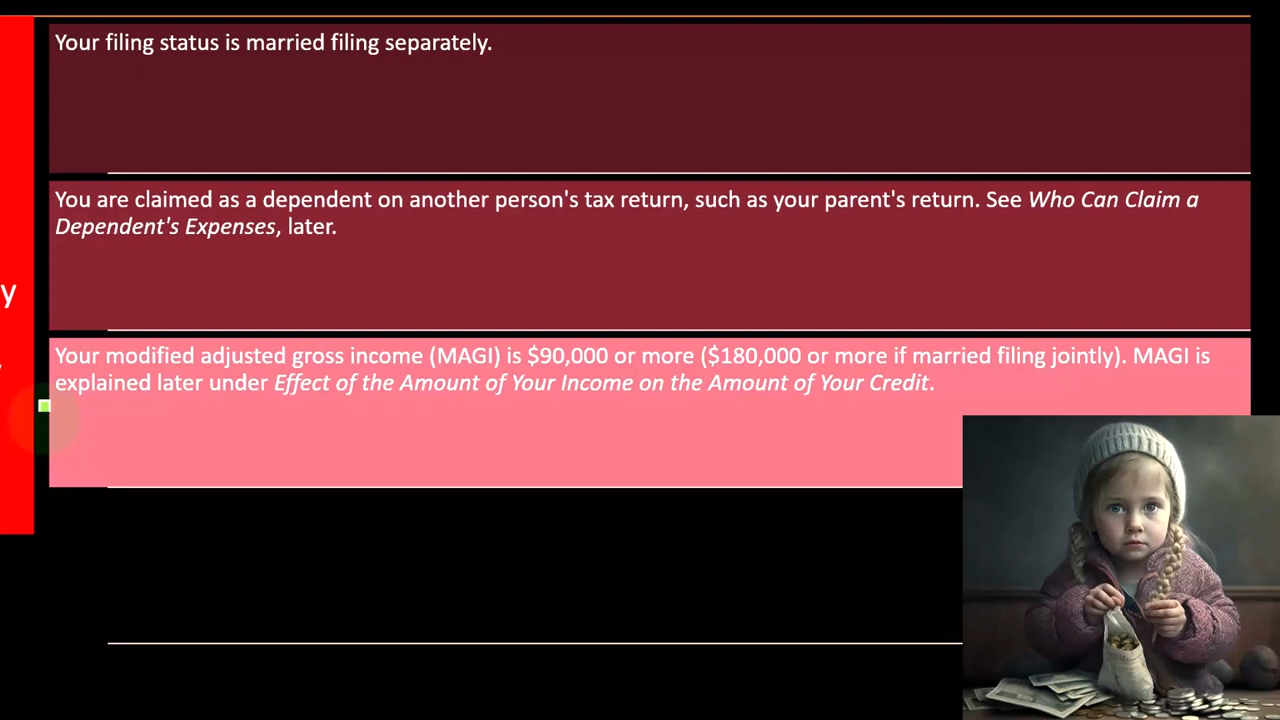 Your filing status is married filing separately.
You are claimed as a dependent on another person's tax return, such as your parent's return. See Who Can Claim a
Dependent's Expenses, later.
y
Your modified adjusted gross income (MAGI) is $90,000 or more ($180,000 or more if married filing jointly). MAGI is
explained later under Effect of the Amount of Your Income on the Amount of Your Credit.